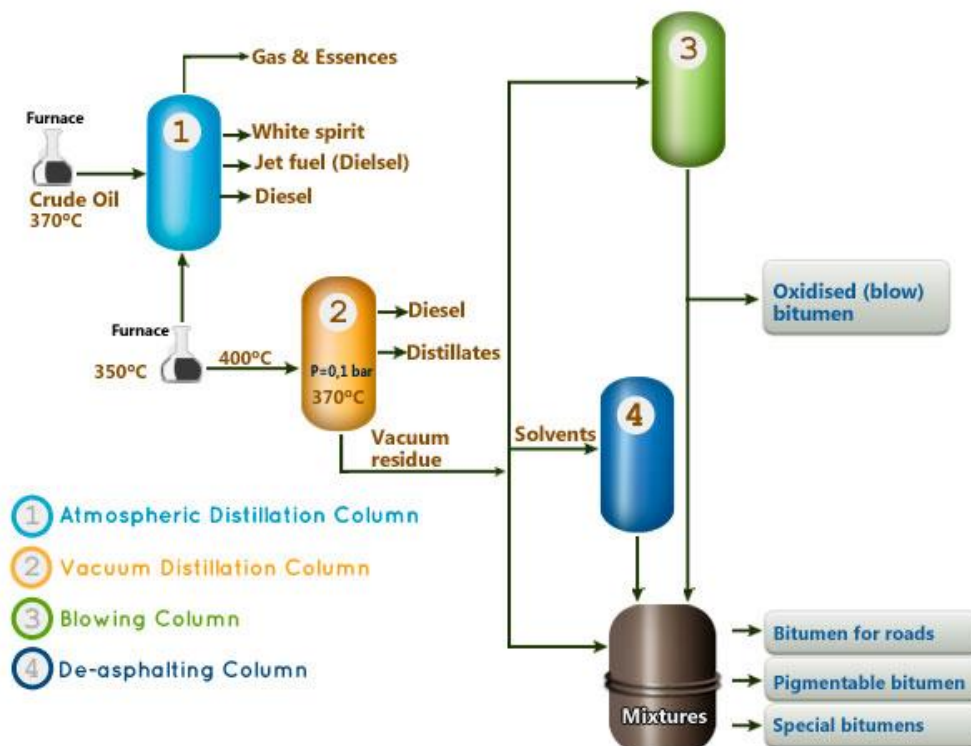 Gas & Essences
3
Furnace
1
White spirit
Jet fuel (Dielsel)
Diesel
Crude Oil
370ºC
Oxidised (blow)
bitumen
2
Diesel
Furnace
400ºC
Distillates
350ºC
P=0,1 bar
370ºC
4
Vacuum
residue
Solvents
1 Atmospheric Distillation Column
2 Vacuum Distillation Column
3 Blowing Column
4 De-asphalting Column
Bitumen for roads
Pigmentable bitumen
Mixtures
Special bitumens